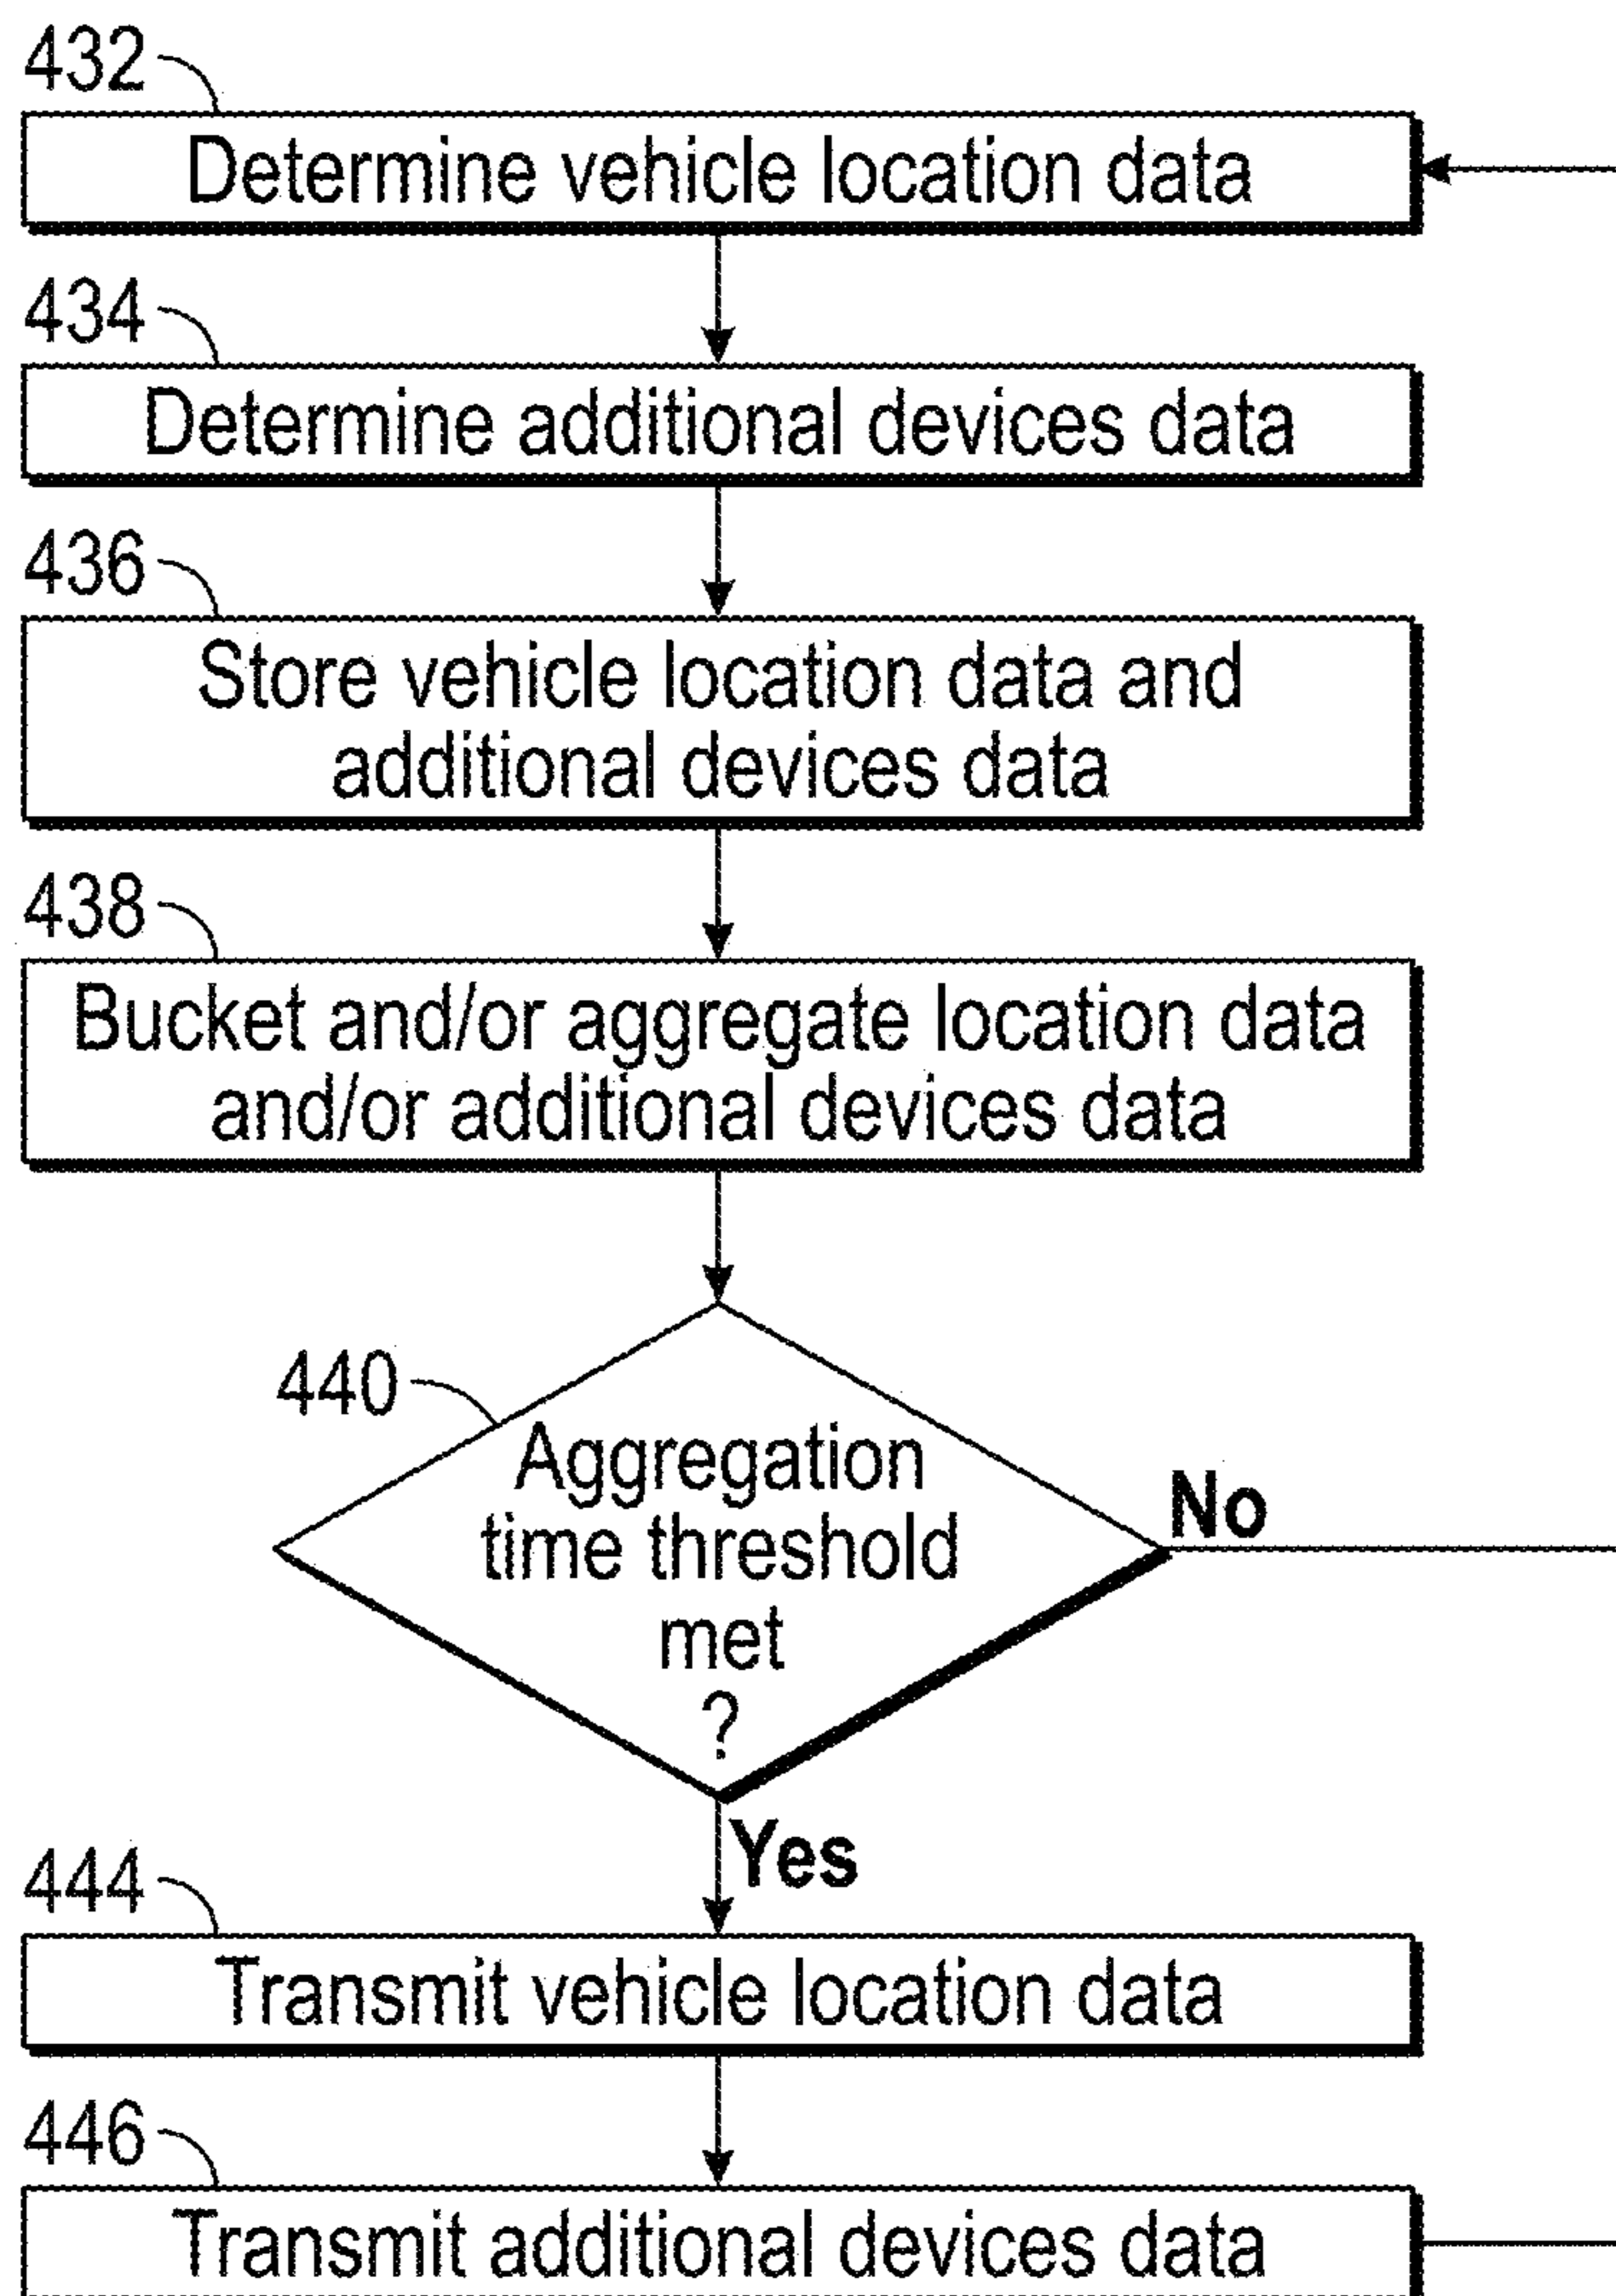 432
Determine vehicle location data
434
Determine additional devices data
436
Store vehicle location data and
additional devices data
438
Bucket and/or aggregate location data
and/or additional devices data
440
Aggregation
time threshold
met
?
No
Yes
444
Transmit vehicle location data
446
Transmit additional devices data